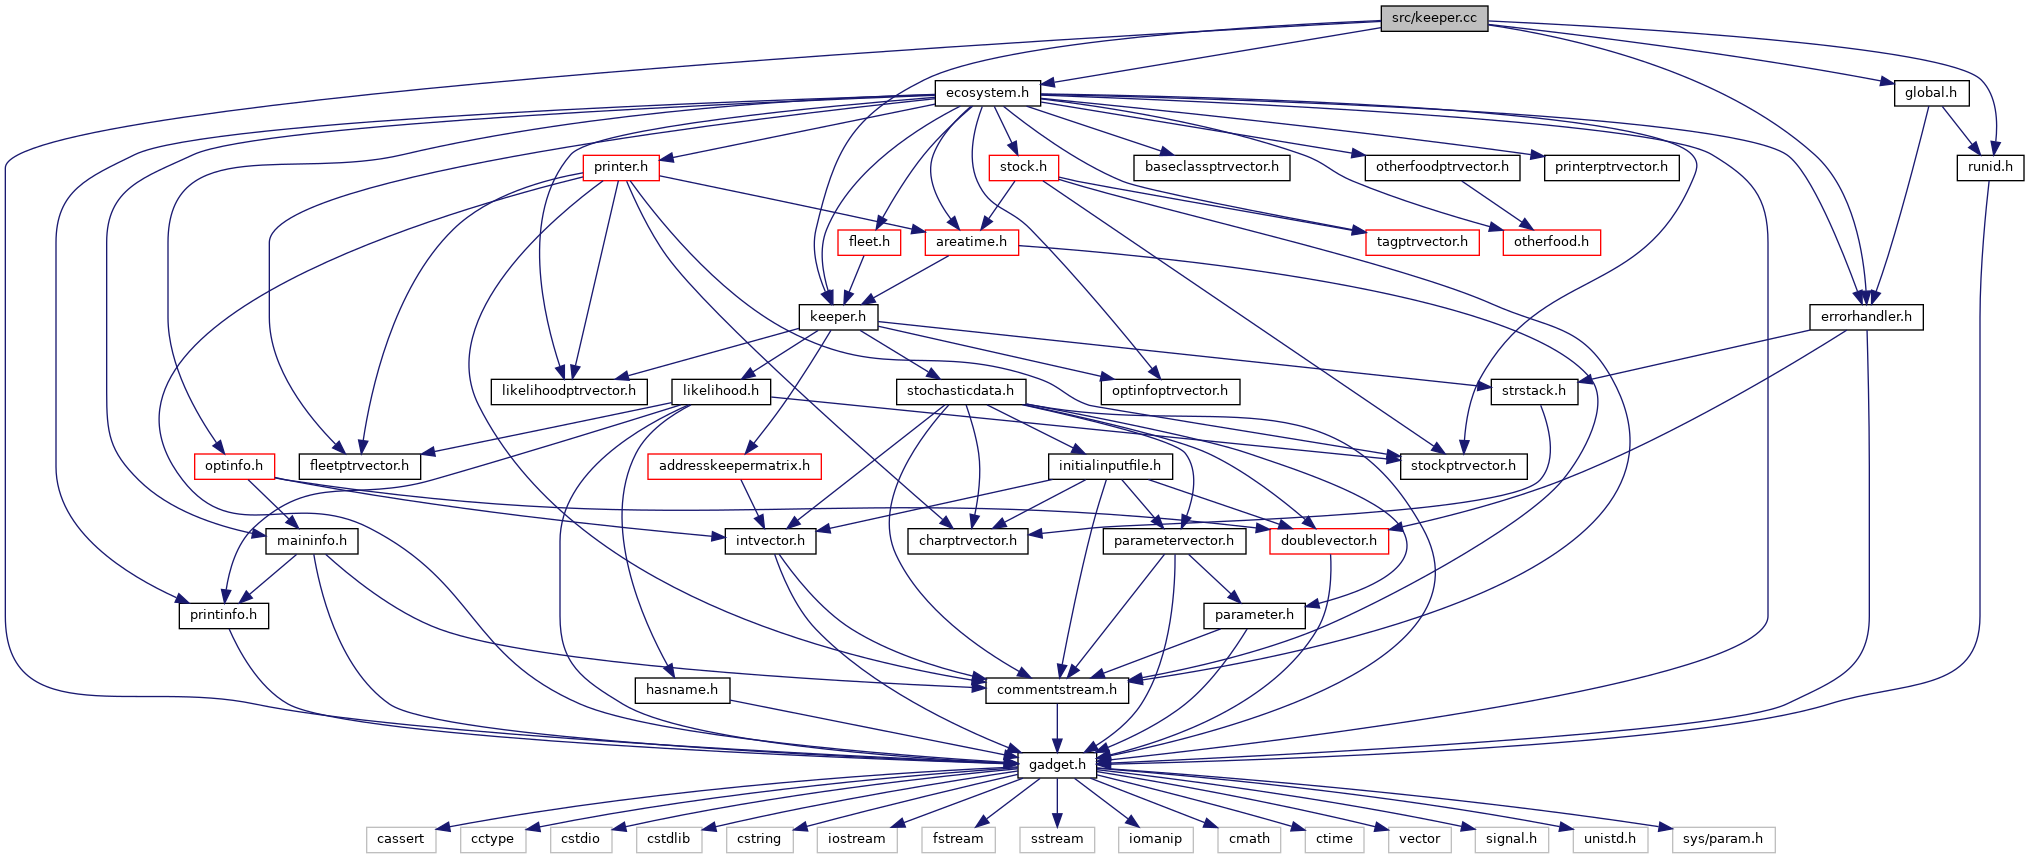 src/keeper.cc
ecosystem.h
global.h
printer.h
stock.h
baseclassptrvector.h
otherfoodptrvector.h
printerptrvector.h
runid.h
fleet.h
areatime.h
tagptrvector.h
otherfood.h
keeper.h
errorhandler.h
likelihoodptrvector.h
likelihood.h
stochasticdata.h
optinfoptrvector.h
strstack.h
optinfo.h
fleetptrvector.h
addresskeepermatrix.h
initialinputfile.h
stockptrvector.h
maininfo.h
intvector.h
charptrvector.h
parametervector.h
doublevector.h
printinfo.h
parameter.h
hasname.h
commentstream.h
gadget.h
cassert
cctype
cstdio
cstdlib
cstring
iostream
fstream
sstream
iomanip
cmath
ctime
vector
signal.h
unistd.h
sys/param.h